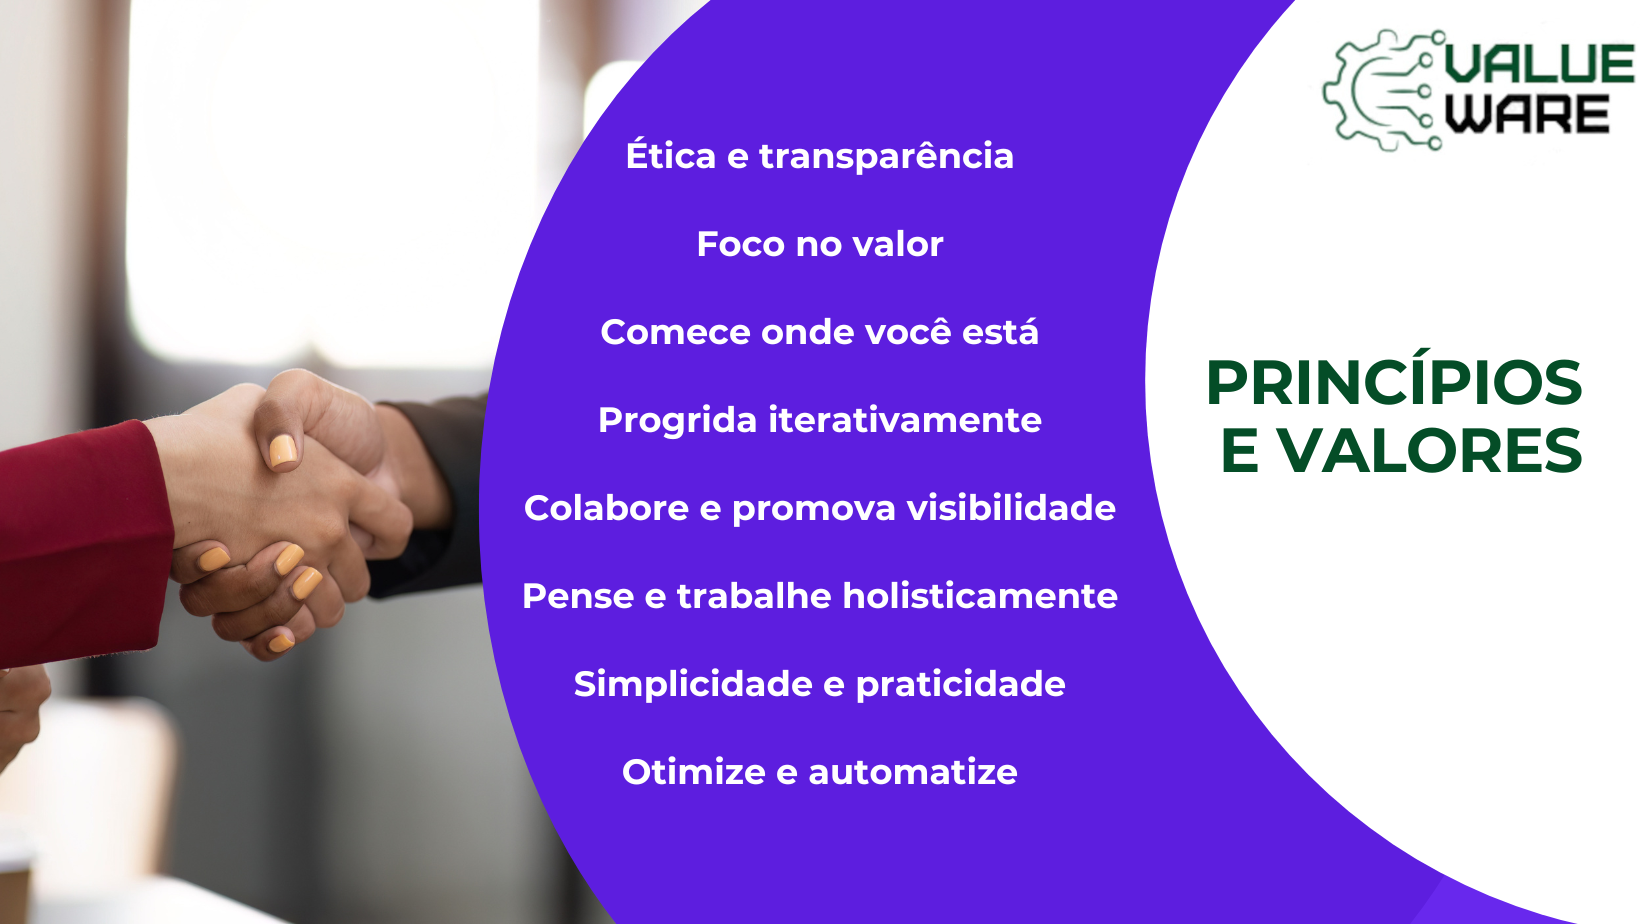 VALUE
WARE
Ética e transparência
Foco no valor
Comece onde você está
Progrida iterativamente
Colabore e promova visibilidade
Pense e trabalhe holisticamente
Simplicidade e praticidade
Otimize e automatize
PRINCÍPIOS
E VALORES